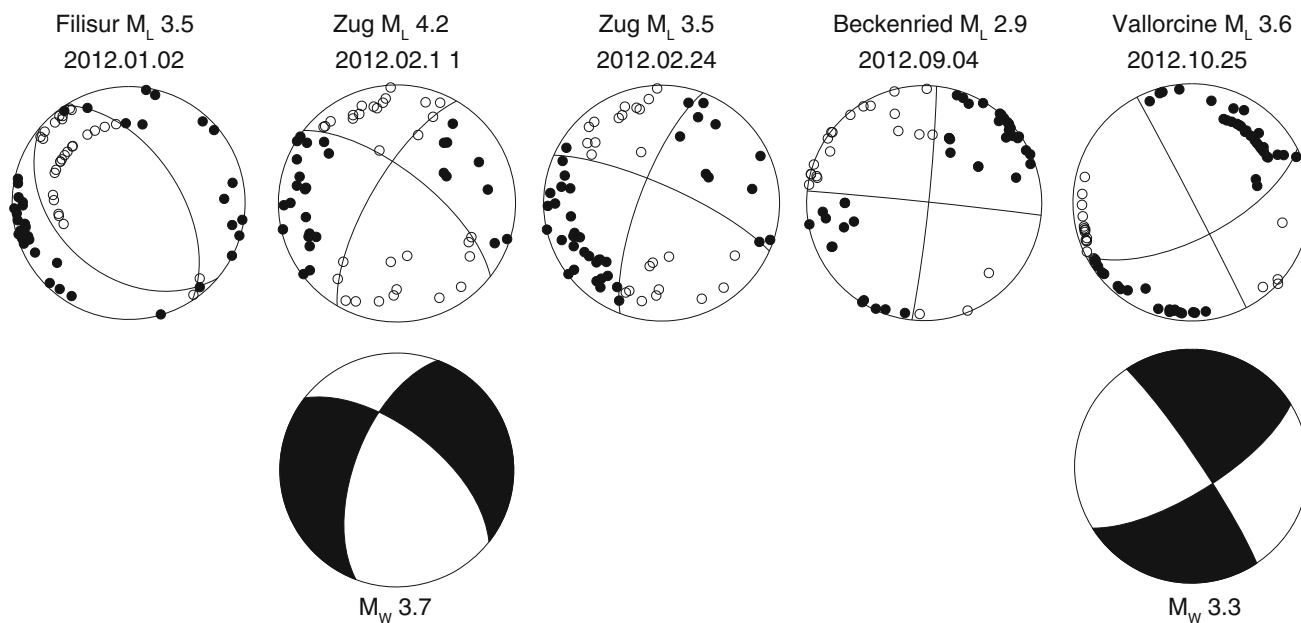 Filisur M_L 3.5
2012.01.02
Zug M_L 4.2
2012.02.1 1
Zug M_L 3.5
2012.02.24
Beckenried M_L 2.9
2012.09.04
Vallorcine M_L 3.6
2012.10.25
M_W 3.7
M_W 3.3